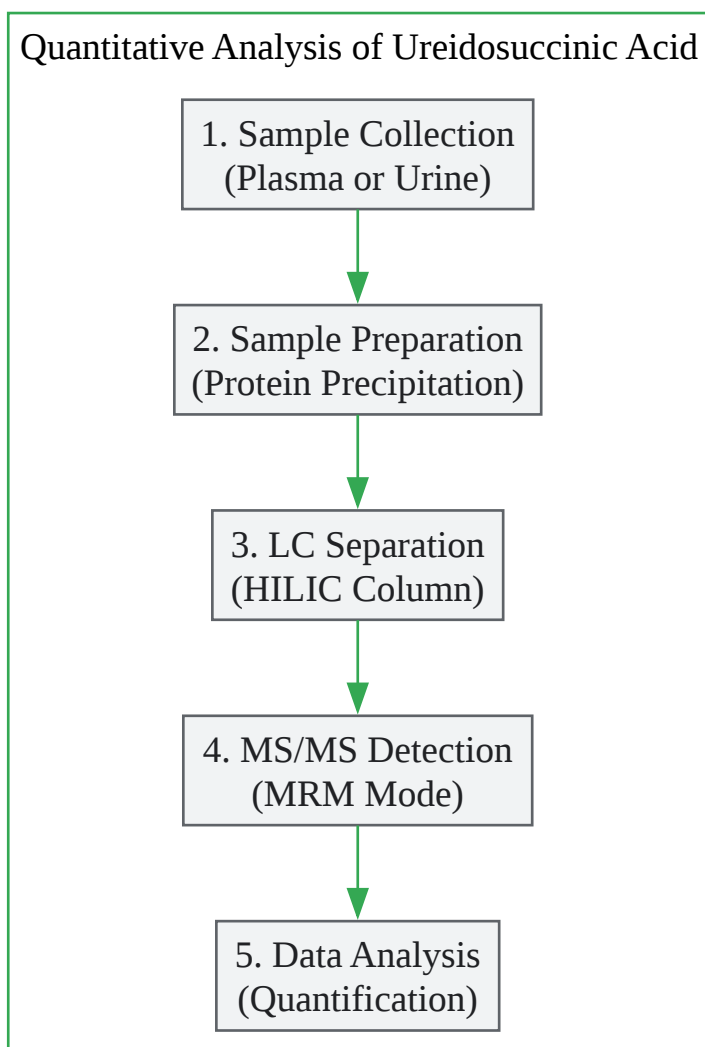 Quantitative Analysis of Ureidosuccinic Acid
1. Sample Collection
(Plasma or Urine)
2. Sample Preparation
(Protein Precipitation)
3. LC Separation
(HILIC Column)
4. MS/MS Detection
(MRM Mode)
5. Data Analysis
(Quantification)